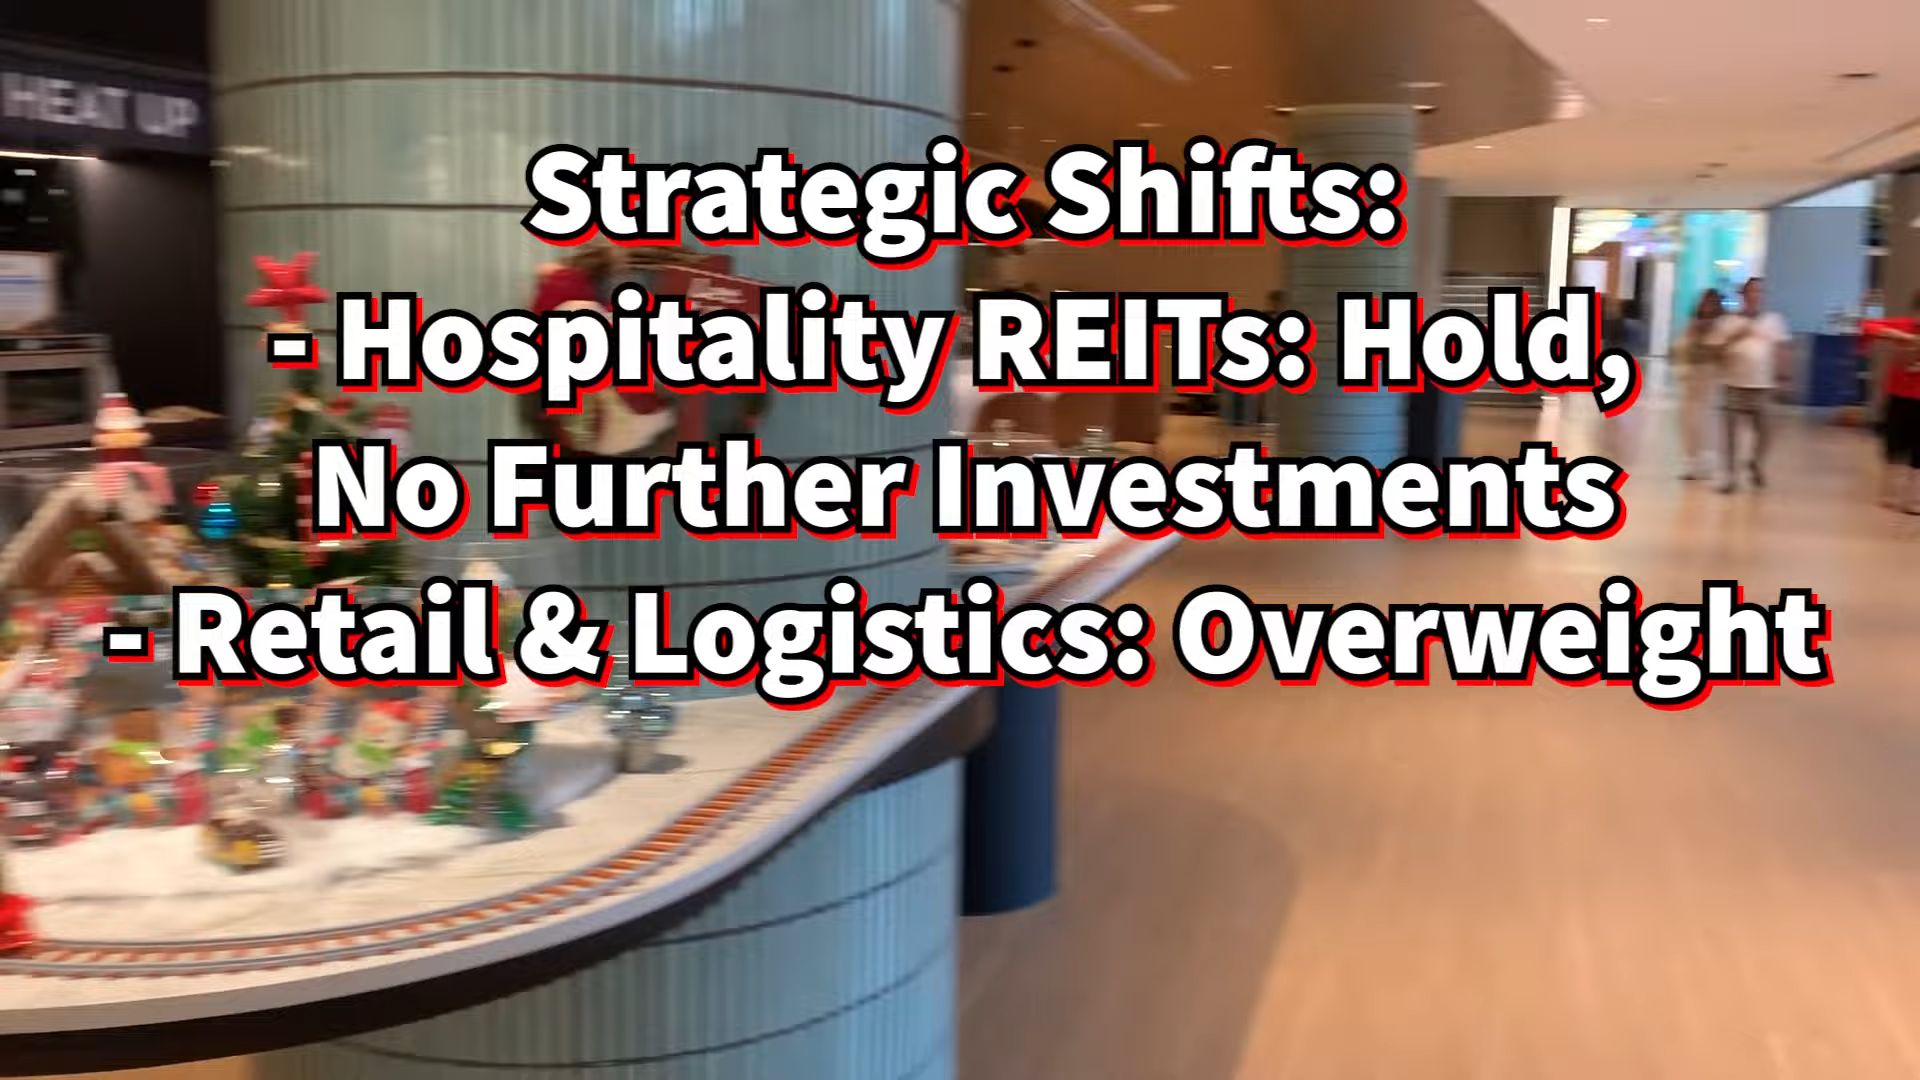 HEAT UP
Strategic Shifts:
- Hospitality REITs: Hold,
No Further Investments
- Retail & Logistics: Overweight